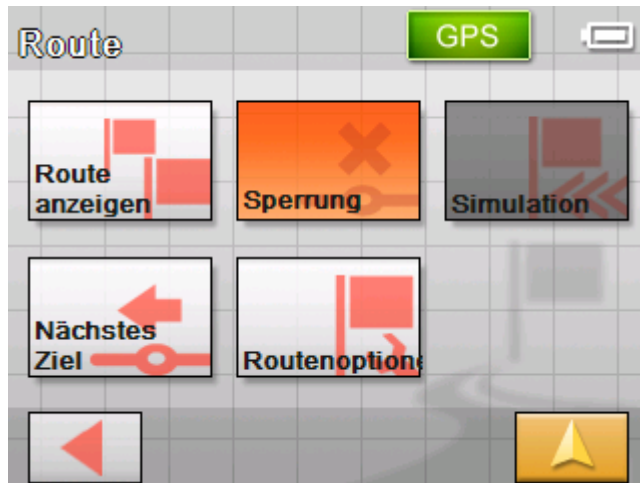 Route
GPS
Route
anzeigen
Sperrung
Simulation
Nächstes
Ziel
Routenoptione